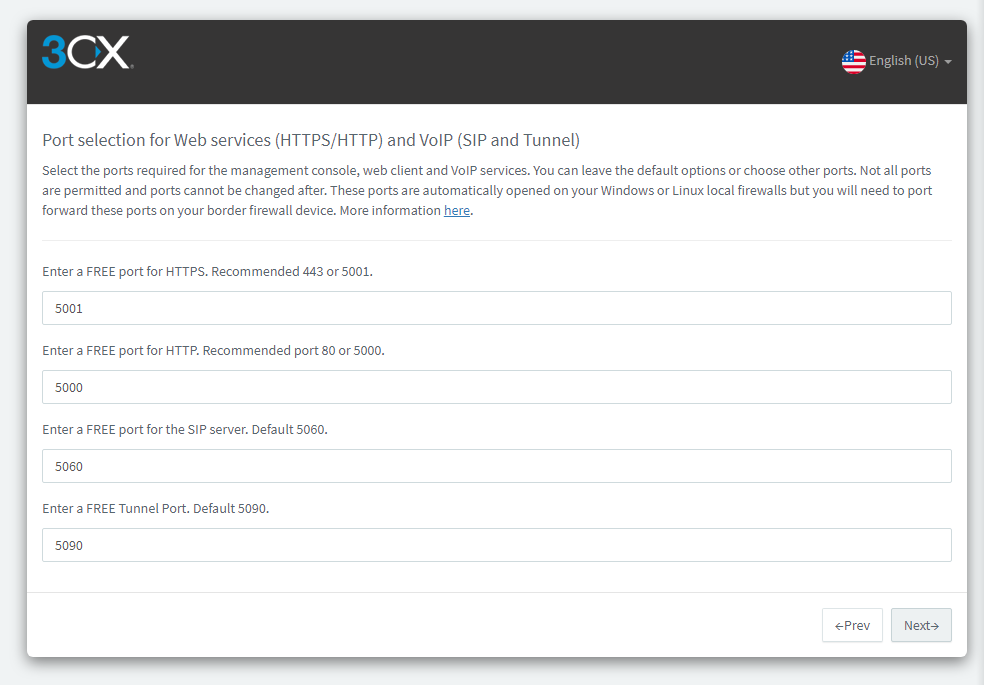 3CX
English (US)
Port selection for Web services (HTTPS/HTTP) and VoIP (SIP and Tunnel)
Select the ports required for the management console, web client and VoIP services. You can leave the default options or choose other ports. Not all ports
are permitted and ports cannot be changed after. These ports are automatically opened on your Windows or Linux local firewalls but you will need to port
forward these ports on your border firewall device. More information here.
Enter a FREE port for HTTPS. Recommended 443 or 5001.
5001
Enter a FREE port for HTTP. Recommended port 80 or 5000.
5000
Enter a FREE port for the SIP server. Default 5060.
5060
Enter a FREE Tunnel Port. Default 5090.
5090
←Prev Next→